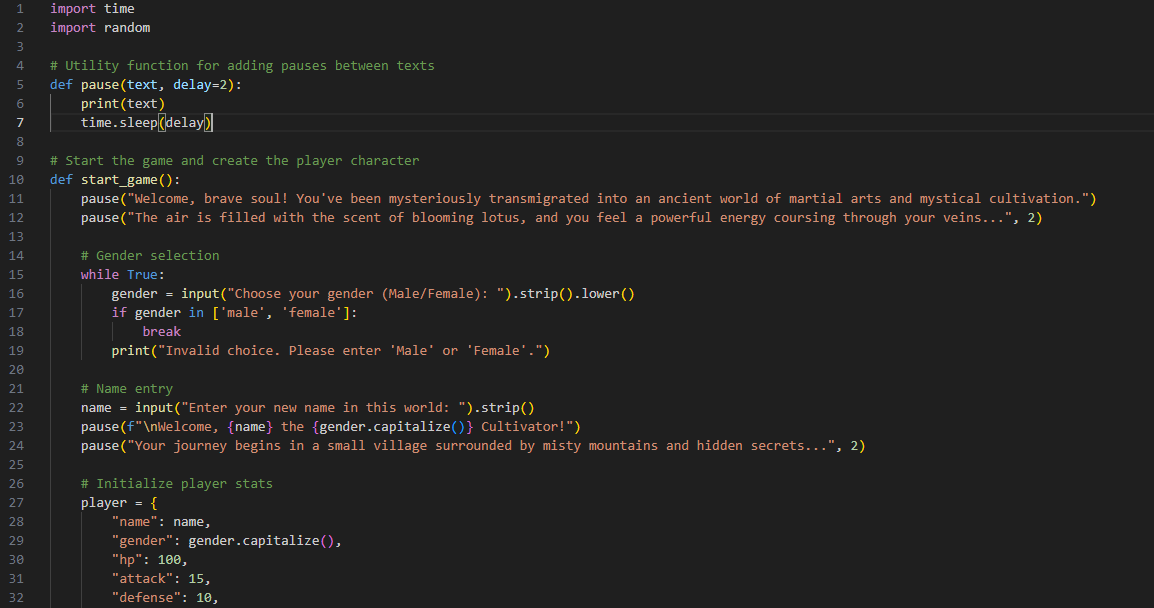 1 import time
2 import random
3
4 # Utility function for adding pauses between texts
5 def pause(text, delay=2):
6     print(text)
7     time.sleep(delay)
8
9 # Start the game and create the player character
10 def start_game():
11     pause("Welcome, brave soul! You've been mysteriously transmigrated into an ancient world of martial arts and mystical cultivation.")
12     pause("The air is filled with the scent of blooming lotus, and you feel a powerful energy coursing through your veins...", 2)
13
14     # Gender selection
15     while True:
16         gender = input("Choose your gender (Male/Female): ").strip().lower()
17         if gender in ['male', 'female']:
18             break
19         print("Invalid choice. Please enter 'Male' or 'Female'.")
20
21     # Name entry
22     name = input("Enter your new name in this world: ").strip()
23     pause(f"\nWelcome, {name} the {gender.capitalize()} Cultivator!")
24     pause("Your journey begins in a small village surrounded by misty mountains and hidden secrets...", 2)
25
26     # Initialize player stats
27     player = {
28         "name": name,
29         "gender": gender.capitalize(),
30         "hp": 100,
31         "attack": 15,
32         "defense": 10,